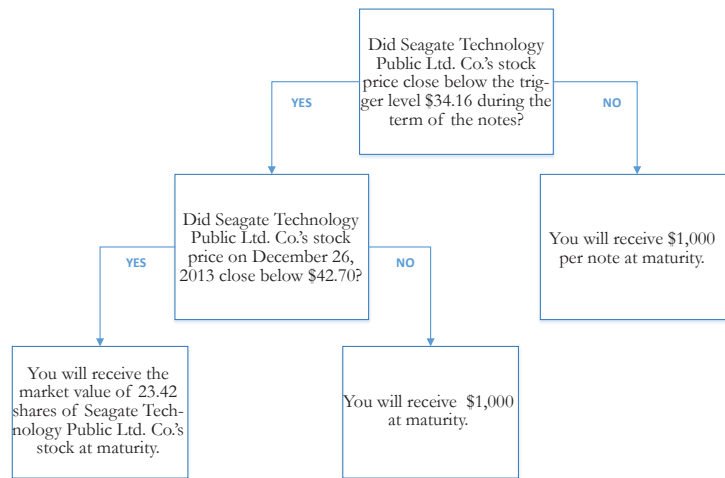 Did Seagate Technology
Public Ltd. Co.'s stock
price close below the trig-
ger level $34.16 during the
term of the notes?
YES
NO
Did Seagate Technology
Public Ltd. Co.'s stock
price on December 26,
2013 close below $42.70?
You will receive $1,000
per note at maturity.
YES
NO
You will receive the
market value of 23.42
shares of Seagate Tech-
nology Public Ltd. Co.'s
stock at maturity.
You will receive $1,000
at maturity.